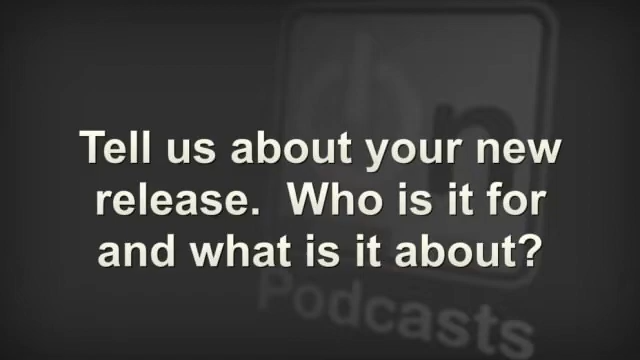 Tell us about your new
release.  Who is it for
and what is it about?
n
Podcasts